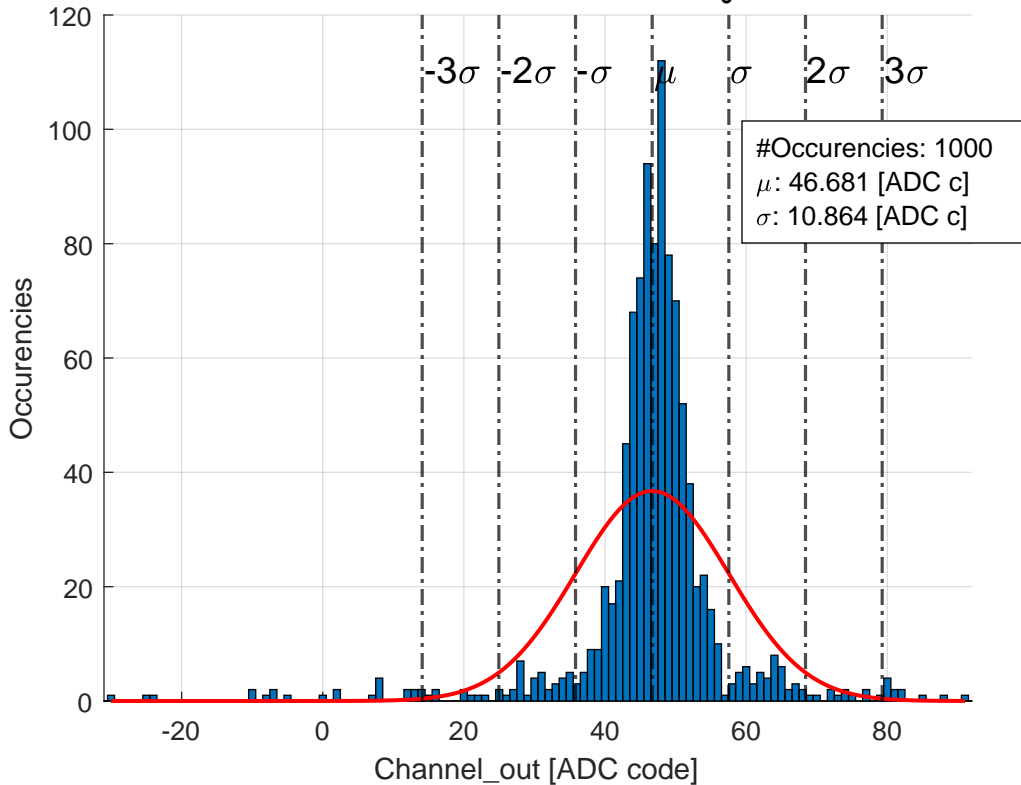 120
100
80
60
40
20
0
-3σ
-2σ
-σ
μ
σ
2σ
3σ
#Occurencies: 1000
μ: 46.681 [ADC c]
σ: 10.864 [ADC c]
Occurencies
-20
0
20
40
60
80
Channel_out [ADC code]